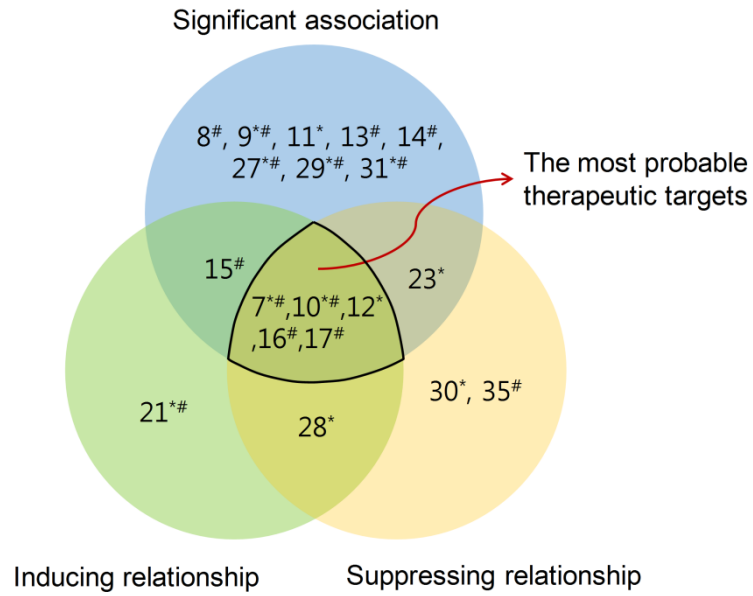 Significant association
8#, 9*#, 11*, 13#, 14#,
27*#, 29*#, 31*#
The most probable
therapeutic targets
15#
23*
7*#,10*#,12*
,16#,17#
21*#
28*
30*, 35#
Inducing relationship
Suppressing relationship